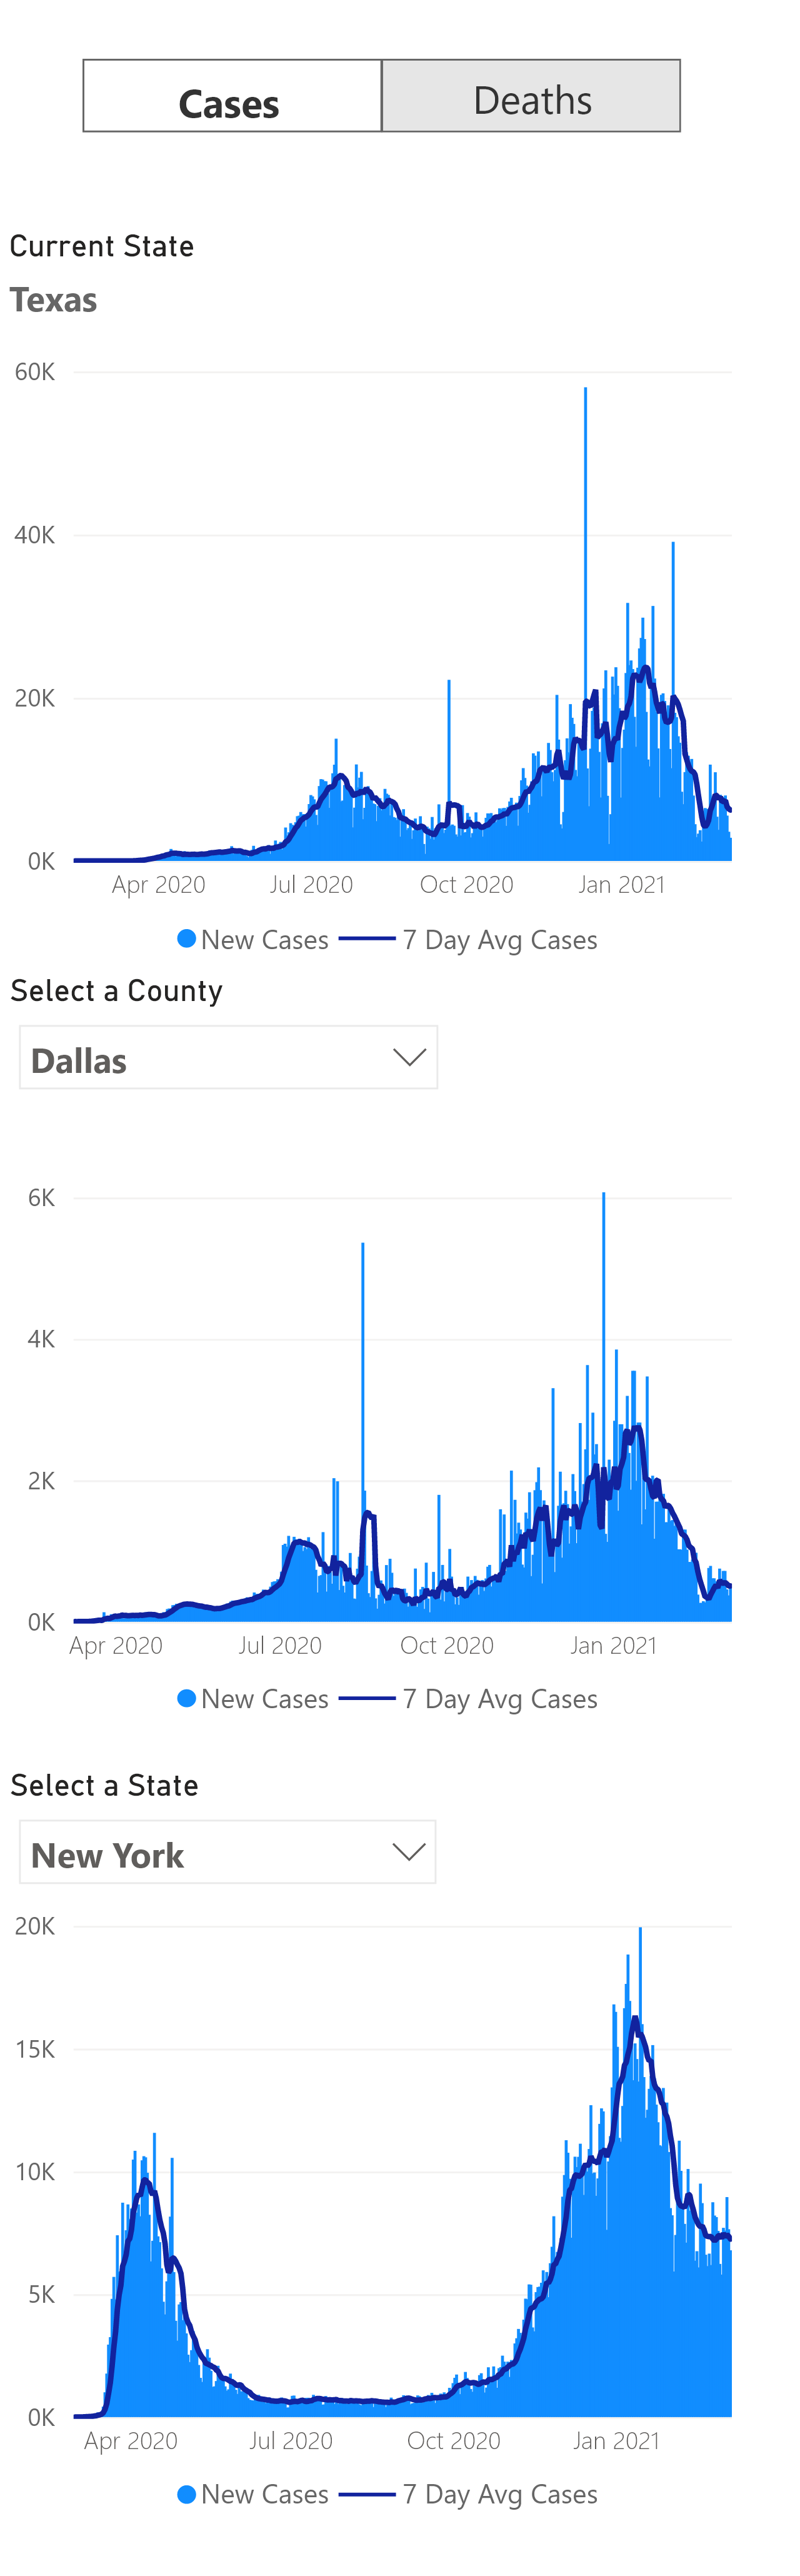 Cases Deaths
Current State
Texas
60K
40K
20K
0K
Apr 2020 Jul 2020 Oct 2020 Jan 2021
New Cases 7 Day Avg Cases
Select a County
Dallas
6K
4K
2K
0K
Apr 2020 Jul 2020 Oct 2020 Jan 2021
New Cases 7 Day Avg Cases
Select a State
New York
20K
15K
10K
5K
0K
Apr 2020 Jul 2020 Oct 2020 Jan 2021
New Cases 7 Day Avg Cases